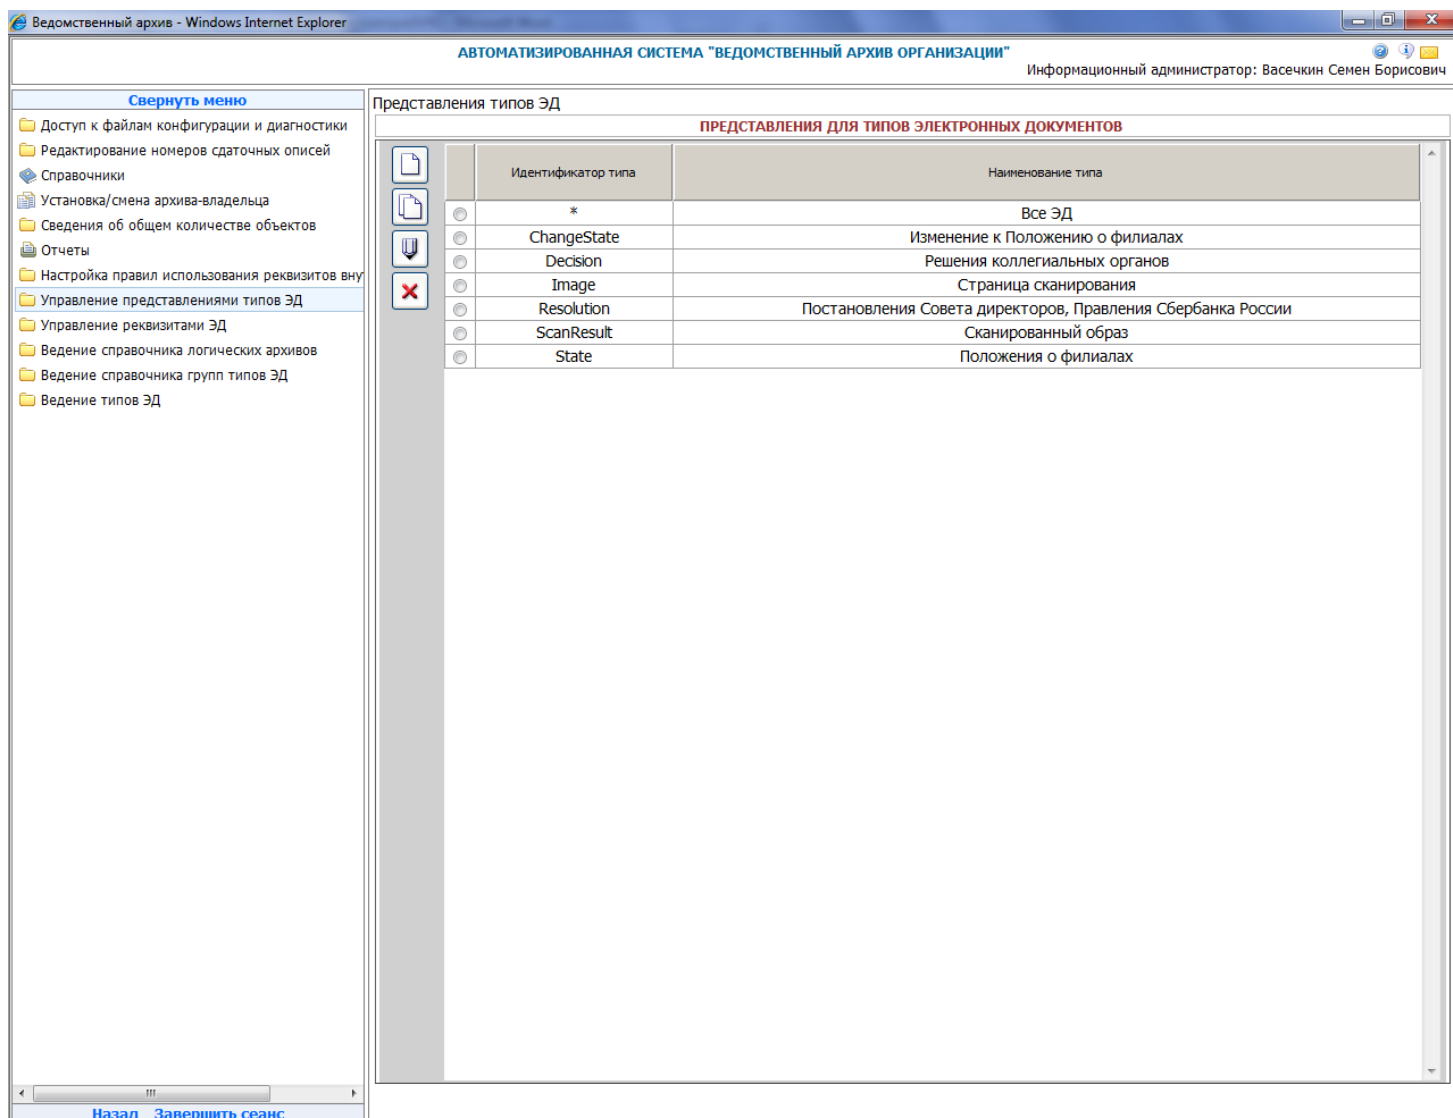 Ведомственный архив - Windows Internet Explorer
АВТОМАТИЗИРОВАННАЯ СИСТЕМА "ВЕДОМСТВЕННЫЙ АРХИВ ОРГАНИЗАЦИИ"
Информационный администратор: Васечкин Семен Борисович
Свернуть меню
Доступ к файлам конфигурации и диагностики
Редактирование номеров сдаточных описей
Справочники
Установка/смена архива-владельца
Сведения об общем количестве объектов
Отчеты
Настройка правил использования реквизитов вну
Управление представлениями типов ЭД
Управление реквизитами ЭД
Ведение справочника логических архивов
Ведение справочника групп типов ЭД
Ведение типов ЭД
Назад Завершить сеанс
Представления типов ЭД
ПРЕДСТАВЛЕНИЯ ДЛЯ ТИПОВ ЭЛЕКТРОННЫХ ДОКУМЕНТОВ
Идентификатор типа Наименование типа
* Все ЭД
ChangeState Изменение к Положению о филиалах
Decision Решения коллегиальных органов
Image Страница сканирования
Resolution Постановления Совета директоров, Правления Сбербанка России
ScanResult Сканированный образ
State Положения о филиалах